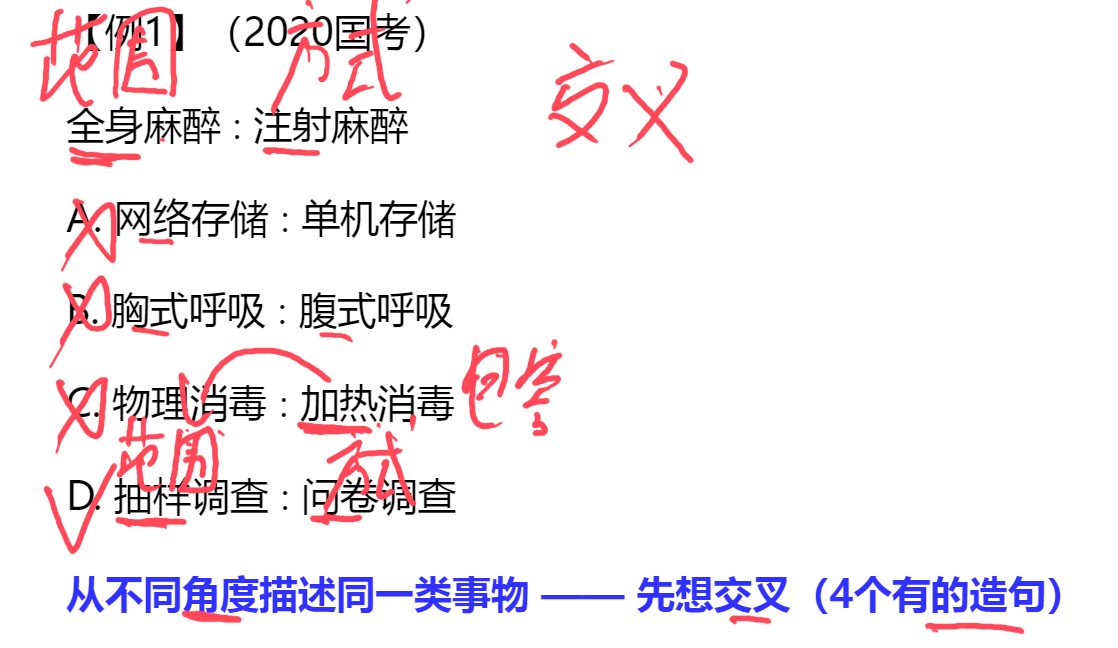 【例1】（2020国考）
范围 方式
交叉
全身麻醉 : 注射麻醉
A. 网络存储 : 单机存储
B. 胸式呼吸 : 腹式呼吸
C. 物理消毒 : 加热消毒 包容
范围 方式
D. 抽样调查 : 问卷调查
从不同角度描述同一类事物 —— 先想交叉（4个有的造句）